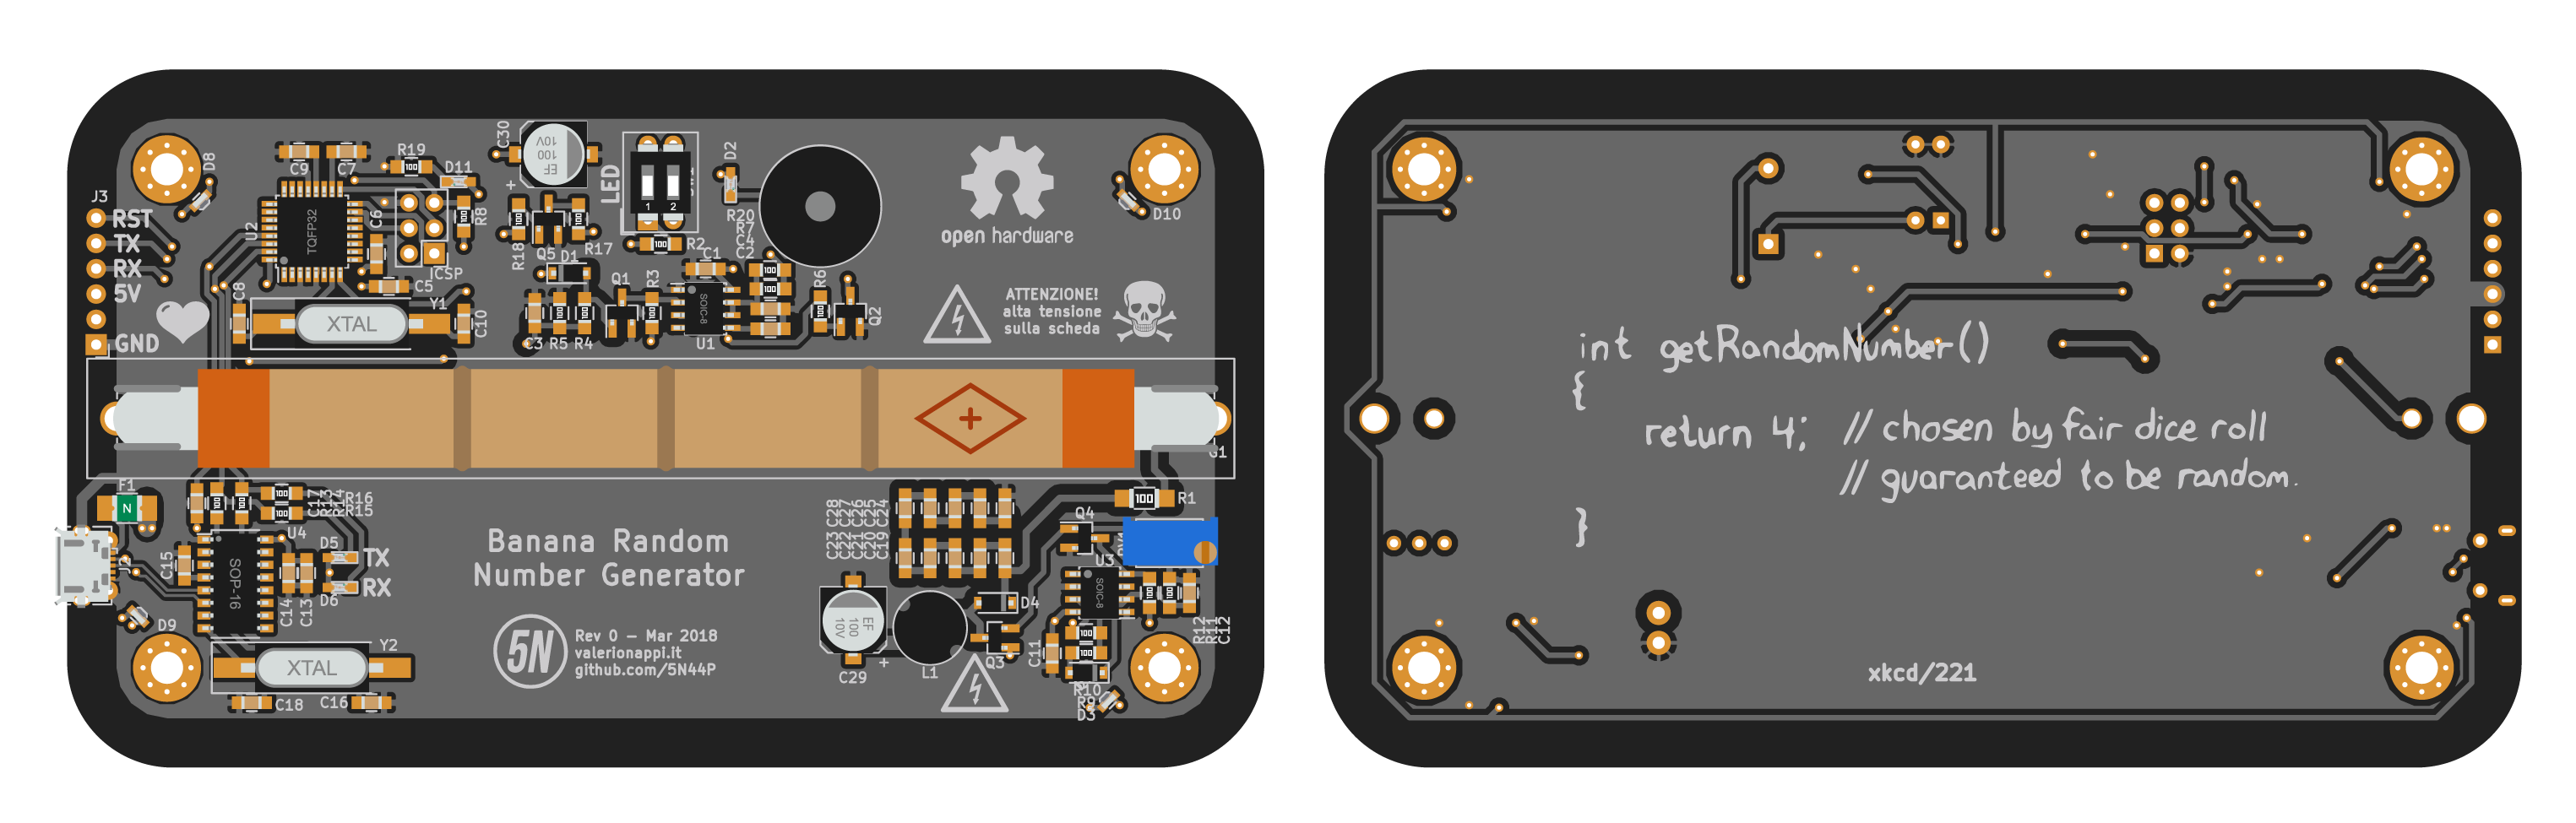 C30
D8
C9
C7
R19
D11
LED
1 2
D2
J3
RST
TX
RX
5V
GND
U2
TQFP32
C6
R8
ICSP
C5
C8
Y1
XTAL
C10
EF
100
10V
+
R18
Q5
D1
R17
R2
R20
R7
C4
C2
C1
Q1
R3
R6
Q2
C3
R5
R4
SOIC-8
U1
D10
open hardware
ATTENZIONE!
alta tensione
sulla scheda
+
G1
F1
N
C17
R13
R14
R16
R15
U4
D5
TX
D6
RX
C15
J2
SOP-16
C14
C13
D9
Y2
XTAL
C18
C16
Banana Random
Number Generator
5N
Rev 0 – Mar 2018
valerionappi.it
github.com/5N44P
C23 C28
C22 C27
C21 C26
C20 C25
C19 C24
R1
Q4
U3
SOIC-8
EF
100
10V
+
C29
L1
D4
Q3
C11
R12
R11
C12
R10
R9
D3
int getRandomNumber()
{
return 4; // chosen by fair dice roll
// guaranteed to be random.
}
xkcd/221